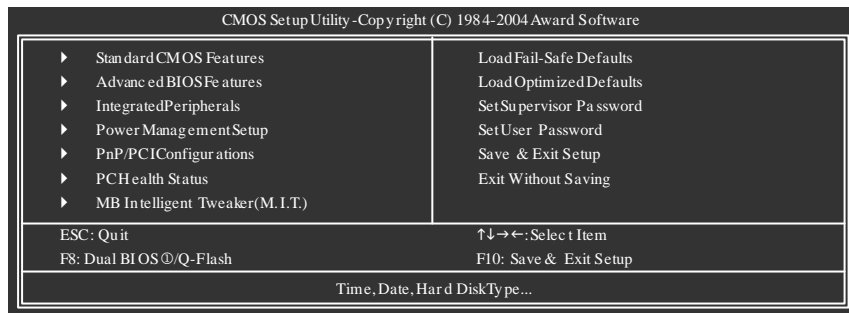 CMOS Setup Utility-Copyright (C) 1984-2004 Award Software
▶ Standard CMOS Features
▶ Advanced BIOS Features
▶ Integrated Peripherals
▶ Power Management Setup
▶ PnP/PCI Configurations
▶ PC Health Status
▶ MB Intelligent Tweaker(M.I.T.)
Load Fail-Safe Defaults
Load Optimized Defaults
Set Supervisor Password
Set User Password
Save & Exit Setup
Exit Without Saving
ESC: Quit
↑↓→←: Select Item
F8: Dual BIOS①/Q-Flash
F10: Save & Exit Setup
Time, Date, Hard Disk Type...